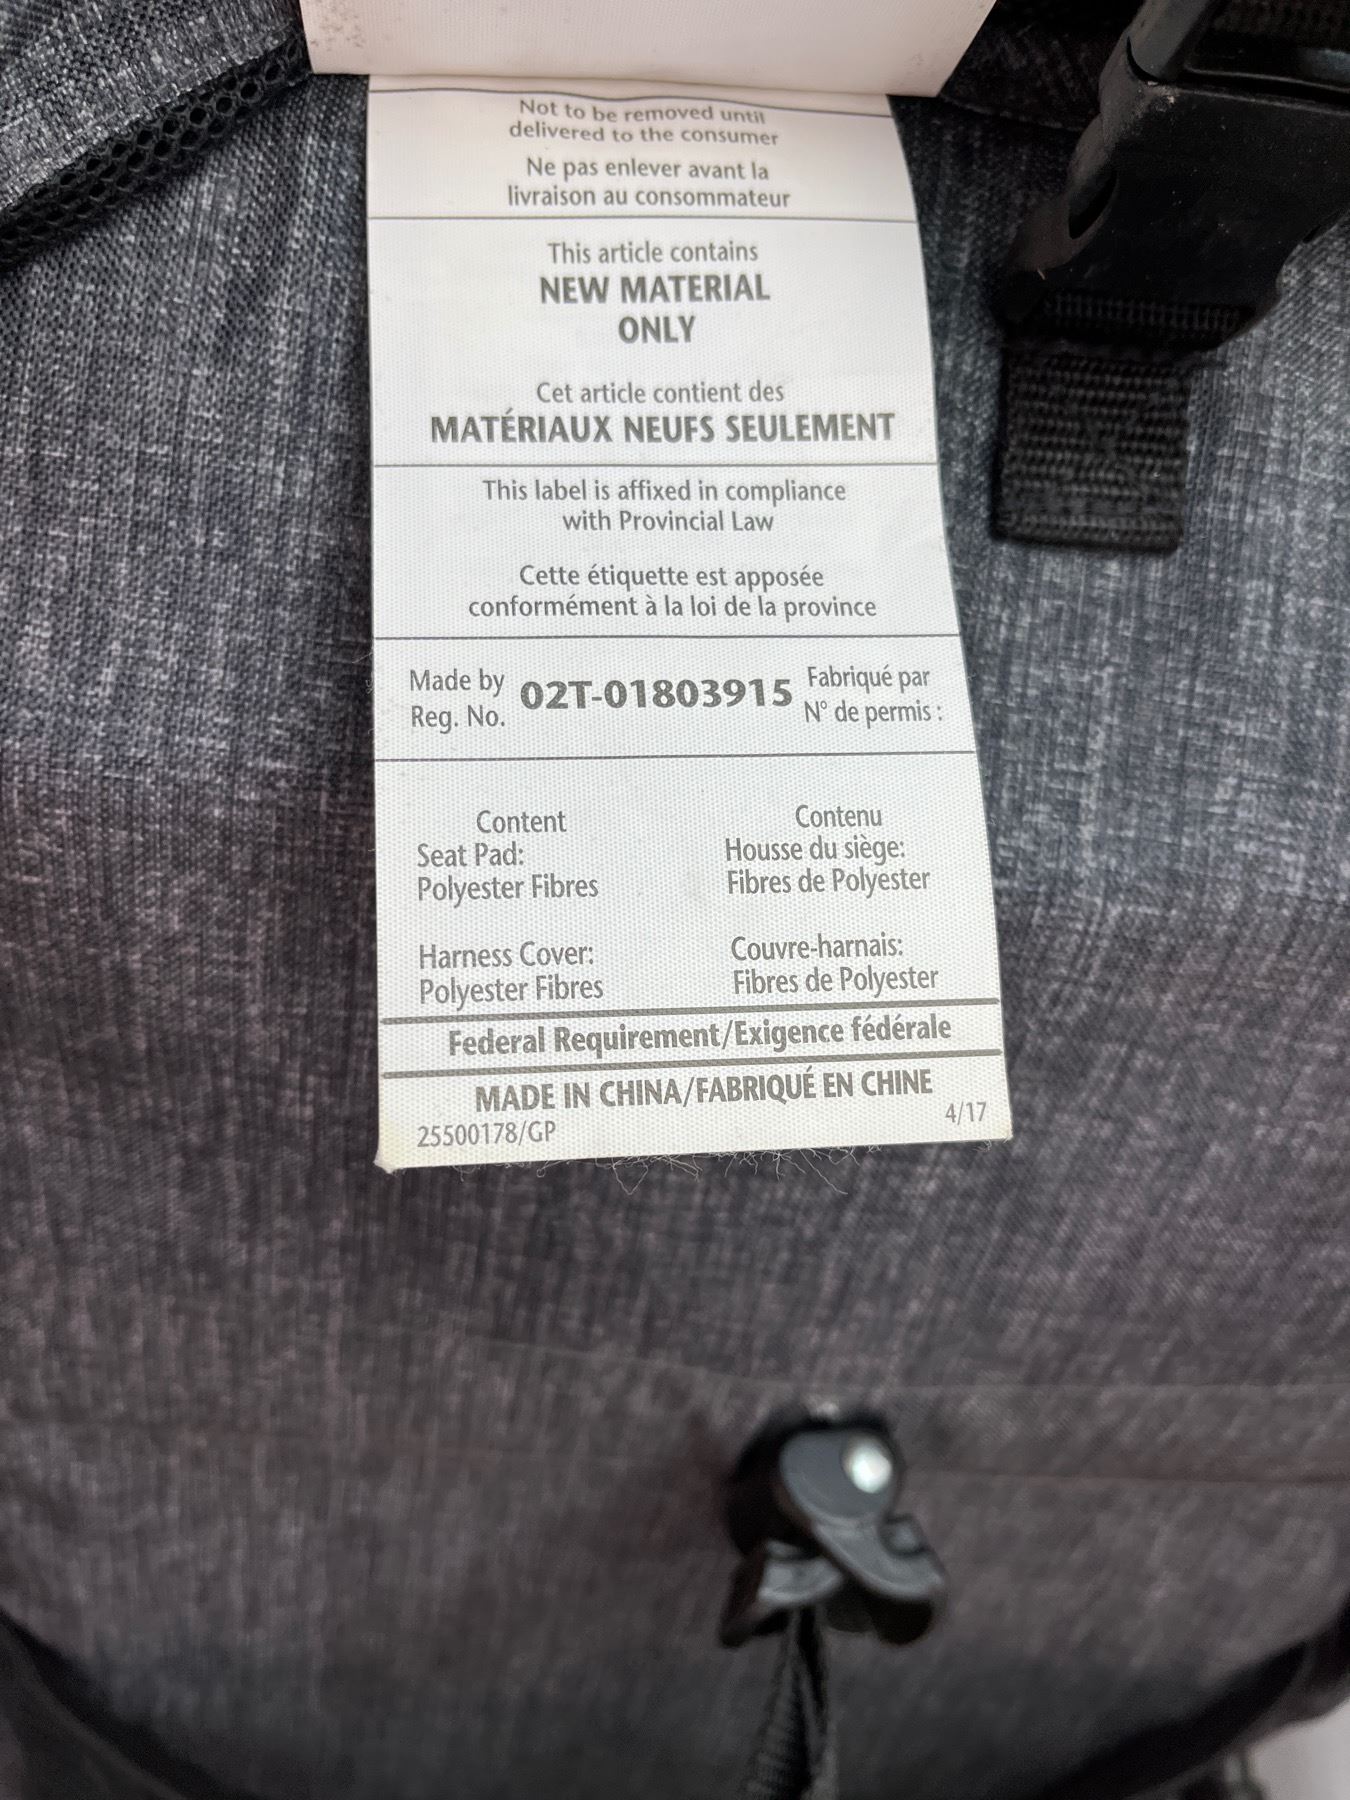 Not to be removed until
delivered to the consumer
Ne pas enlever avant la
livraison au consommateur
This article contains
NEW MATERIAL
ONLY
Cet article contient des
MATÉRIAUX NEUFS SEULEMENT
This label is affixed in compliance
with Provincial Law
Cette étiquette est apposée
conformément à la loi de la province
Made by
Reg. No.
02T-01803915
Fabriqué par
N° de permis :
Content
Seat Pad:
Polyester Fibres
Harness Cover:
Polyester Fibres
Contenu
Housse du siège:
Fibres de Polyester
Couvre-harnais:
Fibres de Polyester
Federal Requirement/Exigence fédérale
MADE IN CHINA/FABRIQUÉ EN CHINE
25500178/GP
4/17